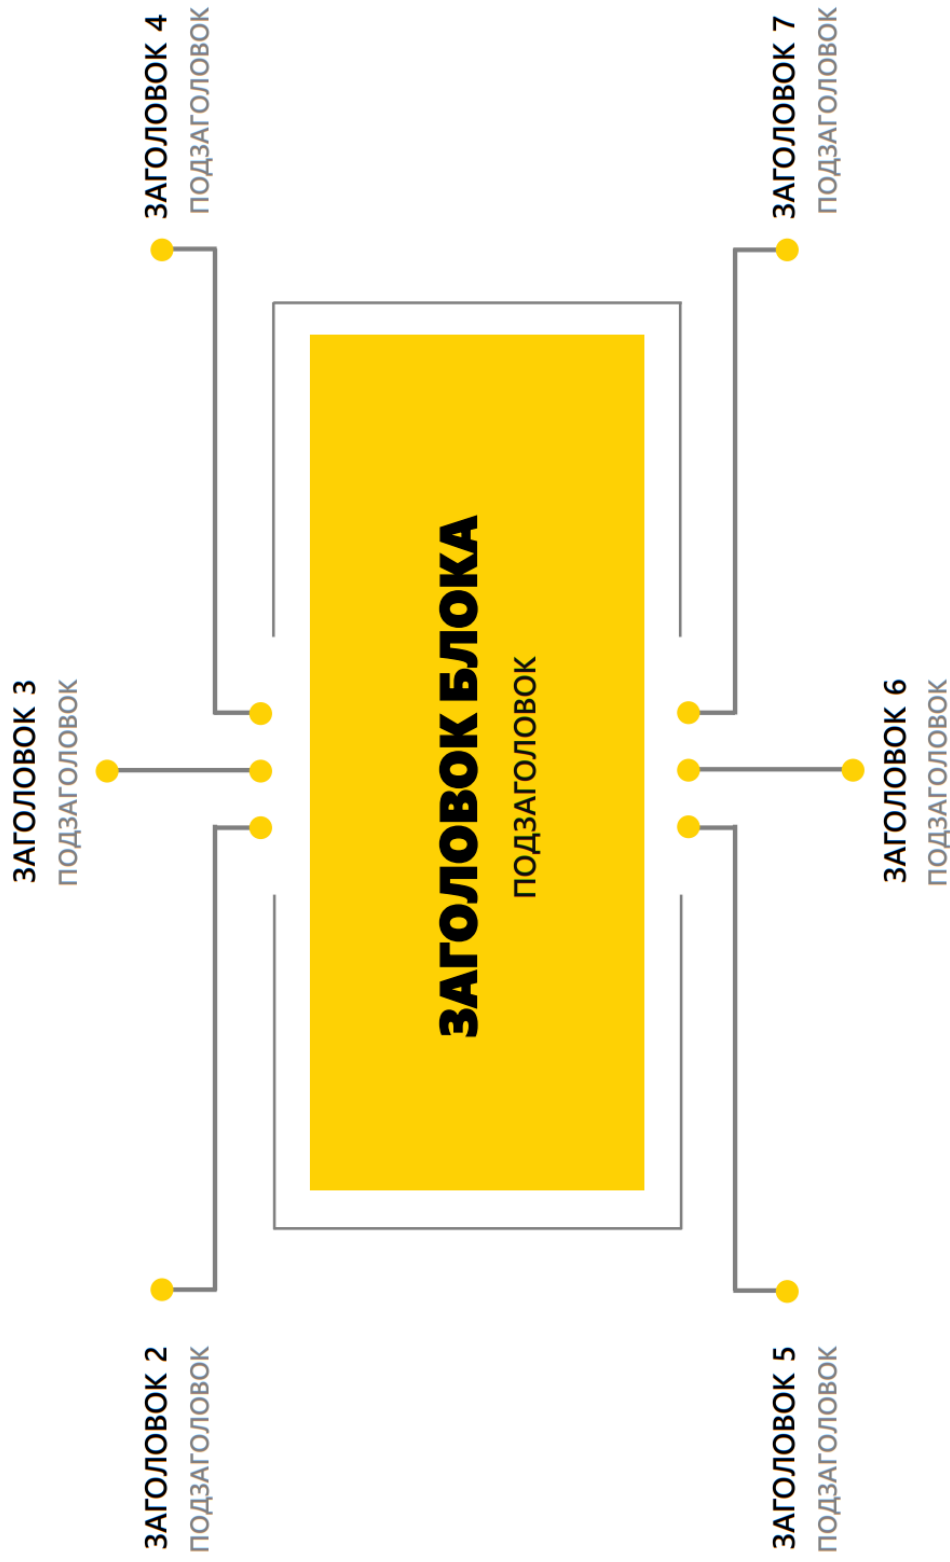 ЗАГОЛОВОК 3
ПОДЗАГОЛОВОК
ЗАГОЛОВОК 2
ПОДЗАГОЛОВОК
ЗАГОЛОВОК 4
ПОДЗАГОЛОВОК
ЗАГОЛОВОК БЛОКА
ПОДЗАГОЛОВОК
ЗАГОЛОВОК 5
ПОДЗАГОЛОВОК
ЗАГОЛОВОК 7
ПОДЗАГОЛОВОК
ЗАГОЛОВОК 6
ПОДЗАГОЛОВОК